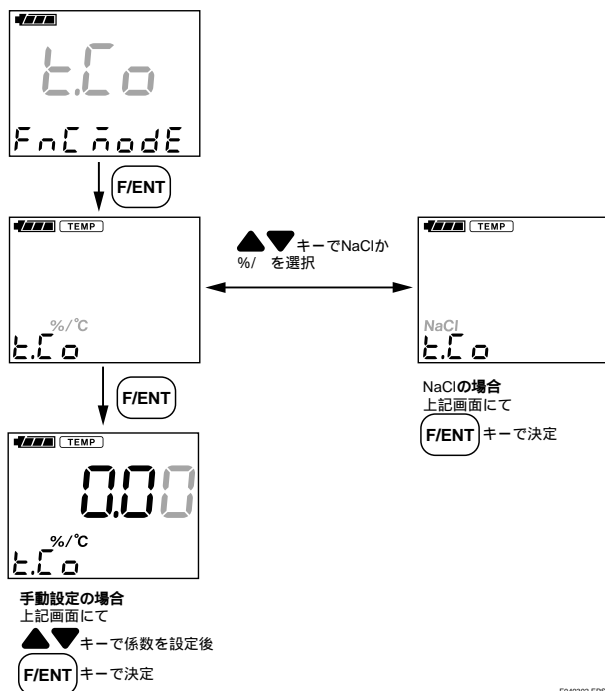 t.Co
FnC modE
F/ENT
TEMP
%/℃
t.Co
▲▼キーでNaClか
%/ を選択
TEMP
NaCl
t.Co
F/ENT
NaClの場合
上記画面にて
F/ENT キーで決定
TEMP
0.00
%/℃
t.Co
手動設定の場合
上記画面にて
▲▼キーで係数を設定後
F/ENT キーで決定
F040202.EPS